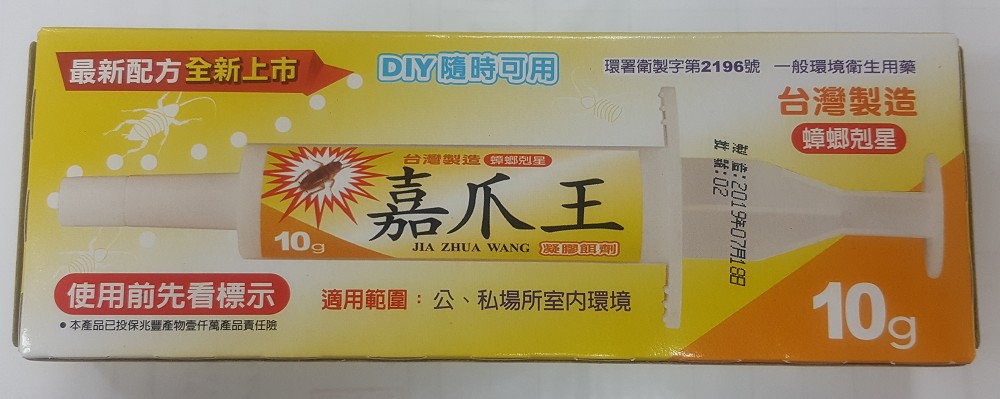 最新配方全新上市
DIY隨時可用
環署衛製字第2196號 一般環境衛生用藥
台灣製造
蟑螂剋星
台灣製造 蟑螂剋星
嘉爪王
JIA ZHUA WANG 凝膠餌劑
10g
製造:2019年07月18日
批號:02
使用前先看標示
適用範圍：公、私場所室內環境
●本產品已投保兆豐產物壹仟萬產品責任險
10g